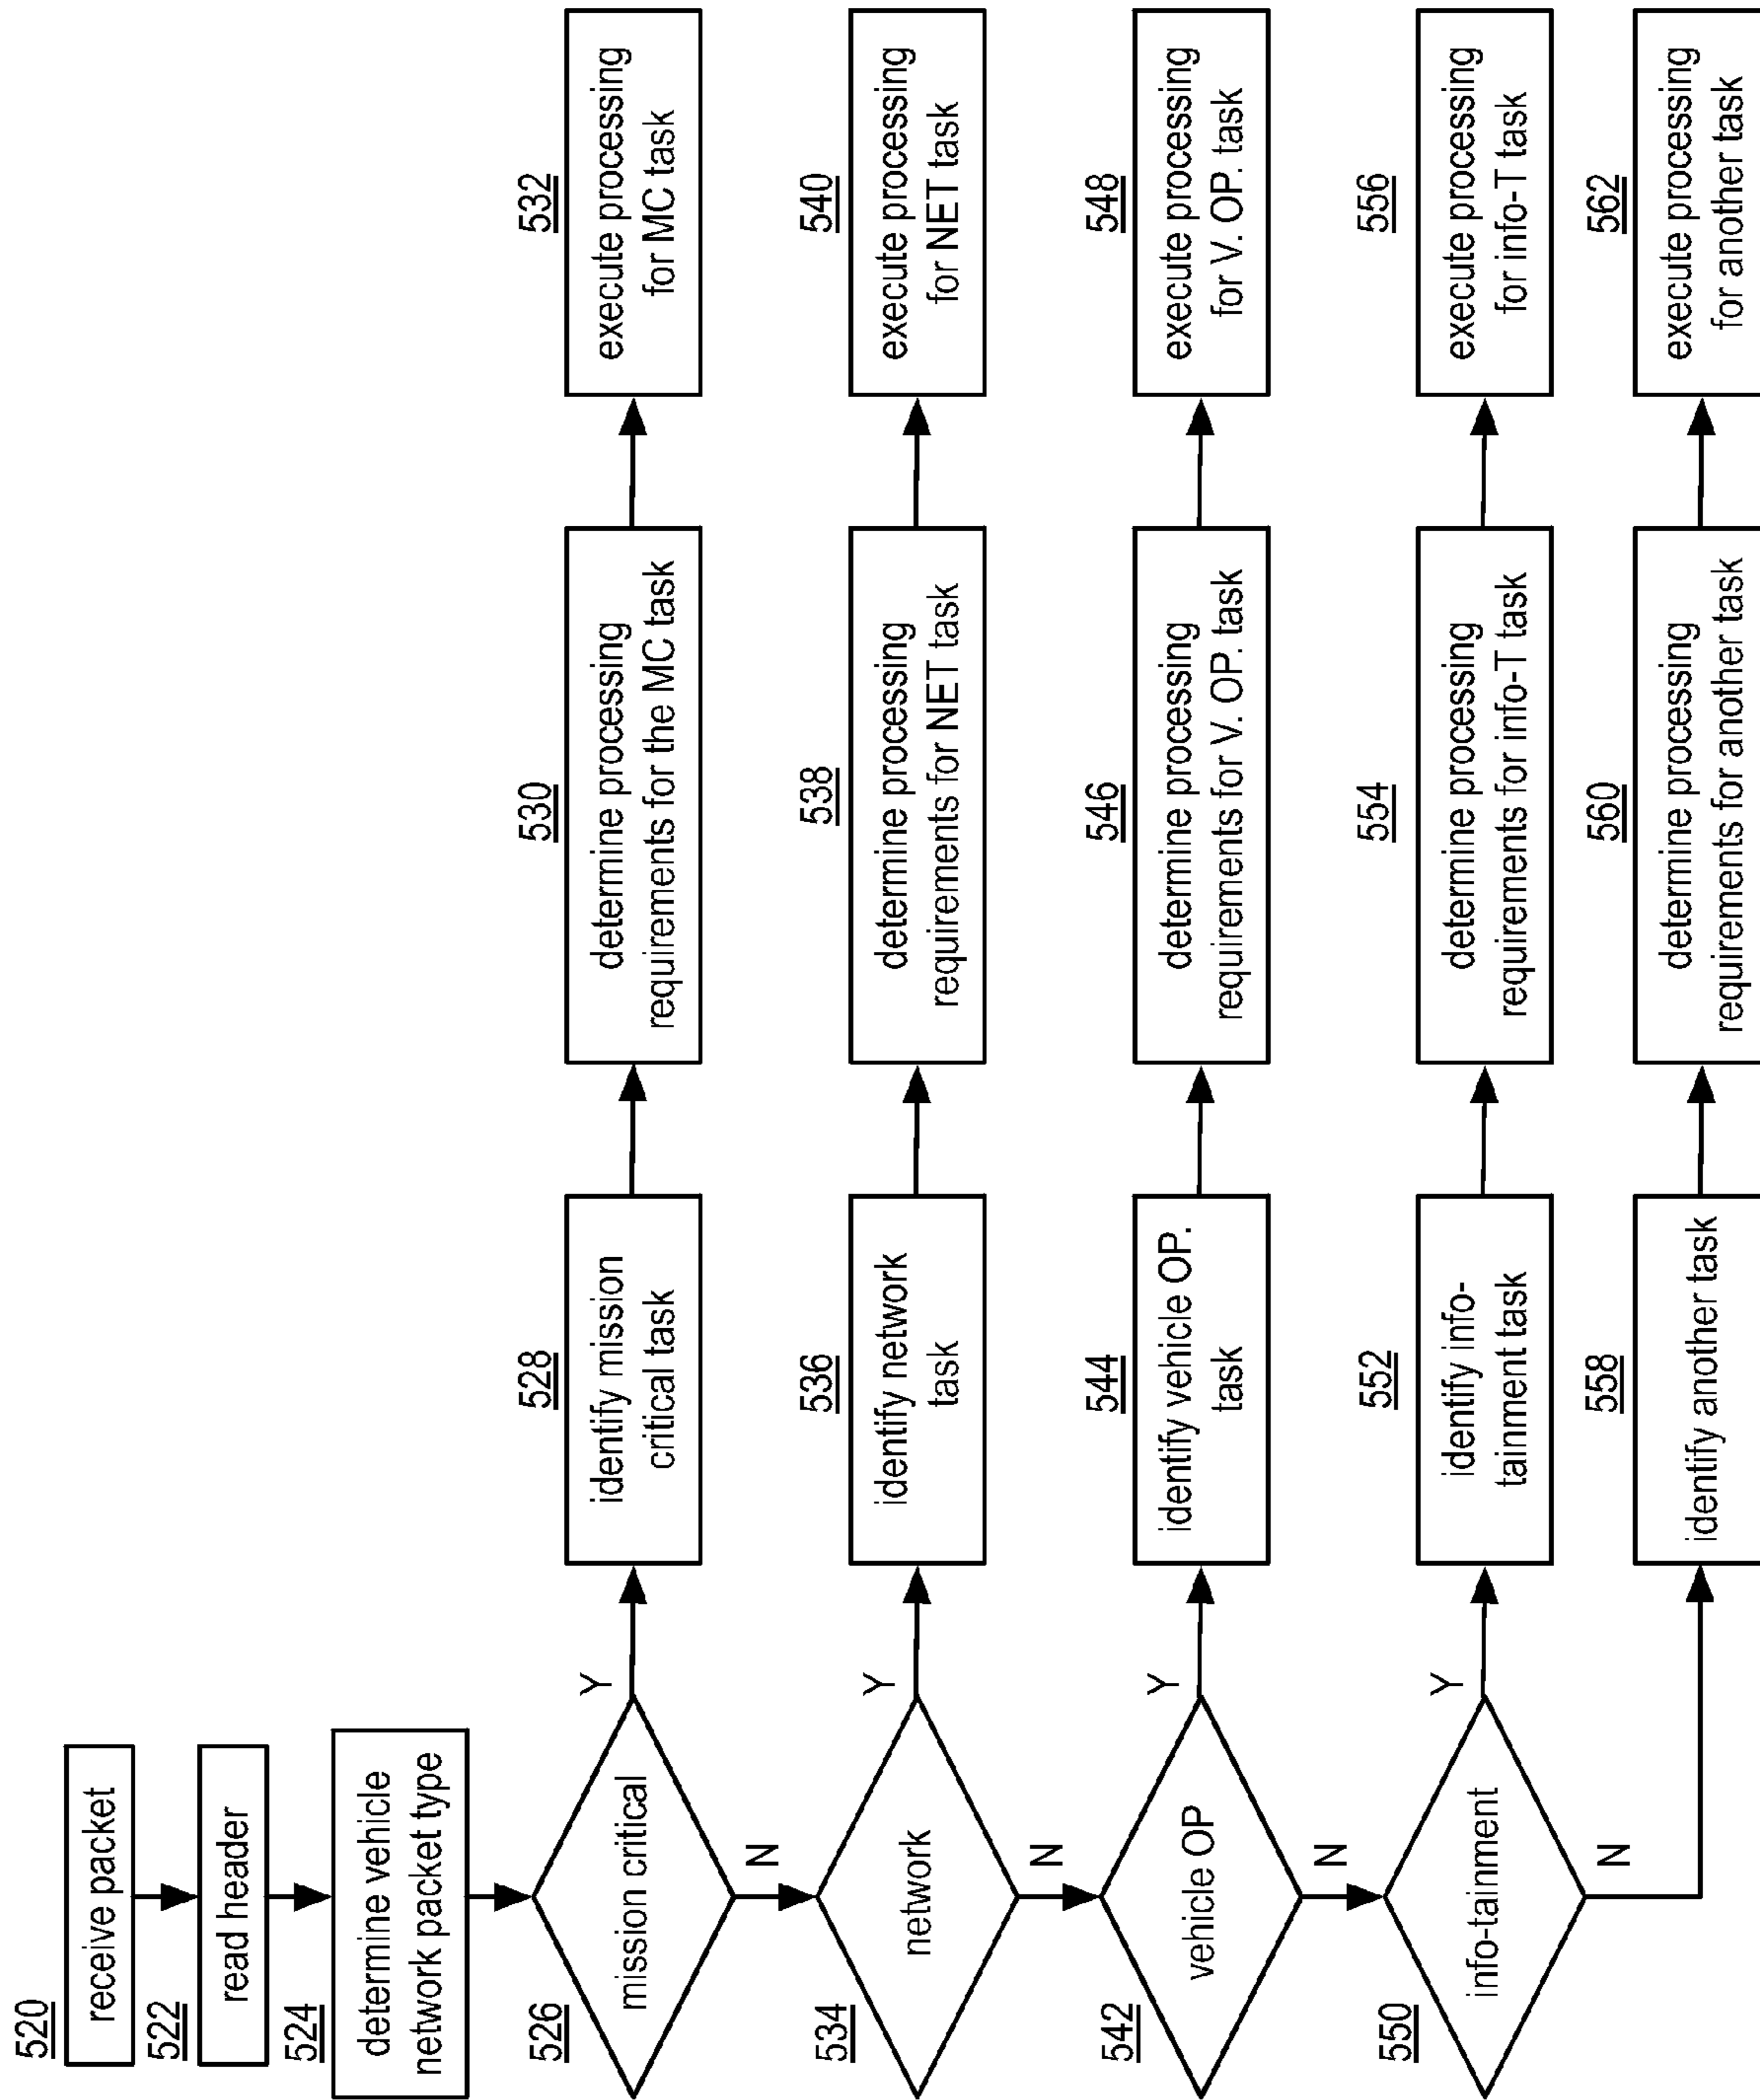 520
receive packet
522
read header
524
determine vehicle
network packet type
526
mission critical
Y
N
528
identify mission
critical task
530
determine processing
requirements for the MC task
532
execute processing
for MC task
534
network
Y
N
536
identify network
task
538
determine processing
requirements for NET task
540
execute processing
for NET task
542
vehicle OP
Y
N
544
identify vehicle OP.
task
546
determine processing
requirements for V. OP. task
548
execute processing
for V. OP. task
550
info-tainment
Y
N
552
identify info-
tainment task
554
determine processing
requirements for info-T task
556
execute processing
for info-T task
558
identify another task
560
determine processing
requirements for another task
562
execute processing
for another task